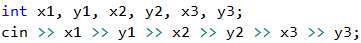 int x1, y1, x2, y2, x3, y3;
cin >> x1 >> y1 >> x2 >> y2 >> x3 >> y3;